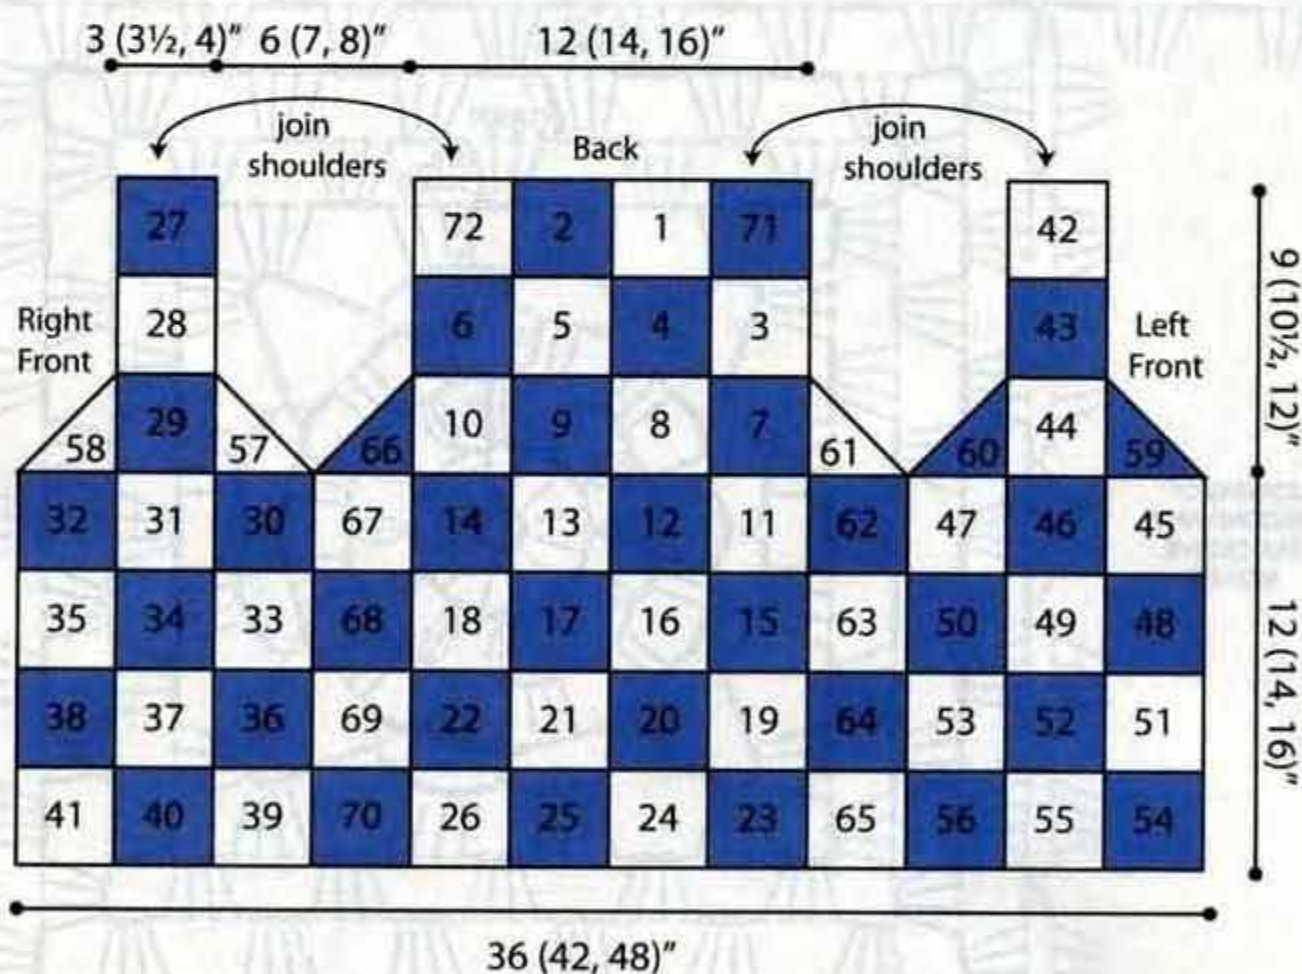 3 (3½, 4)" 6 (7, 8)" 12 (14, 16)"
join shoulders
Back
join shoulders
27 72 2 1 71 42
9 (10½, 12)"
Right Front
28 6 5 4 3 43
Left Front
58 29 57 66 10 9 8 7 61 60 44 59
32 31 30 67 14 13 12 11 62 47 46 45
35 34 33 68 18 17 16 15 63 50 49 48
12 (14, 16)"
38 37 36 69 22 21 20 19 64 53 52 51
41 40 39 70 26 25 24 23 65 56 55 54
36 (42, 48)"